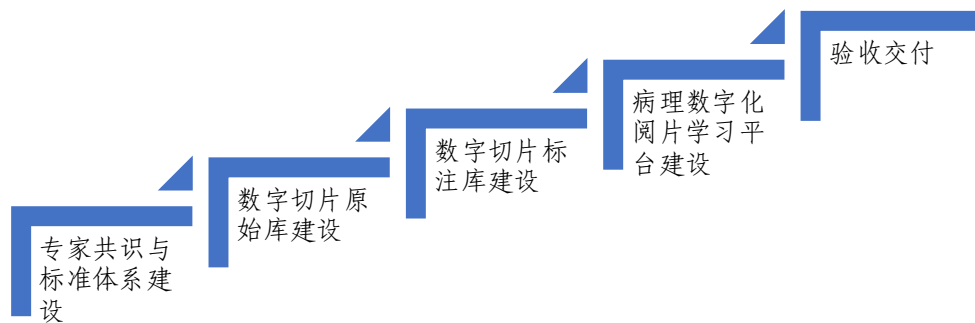 专家共识与
标准体系建
设
数字切片原
始库建设
数字切片标
注库建设
病理数字化
阅片学习平
台建设
验收交付